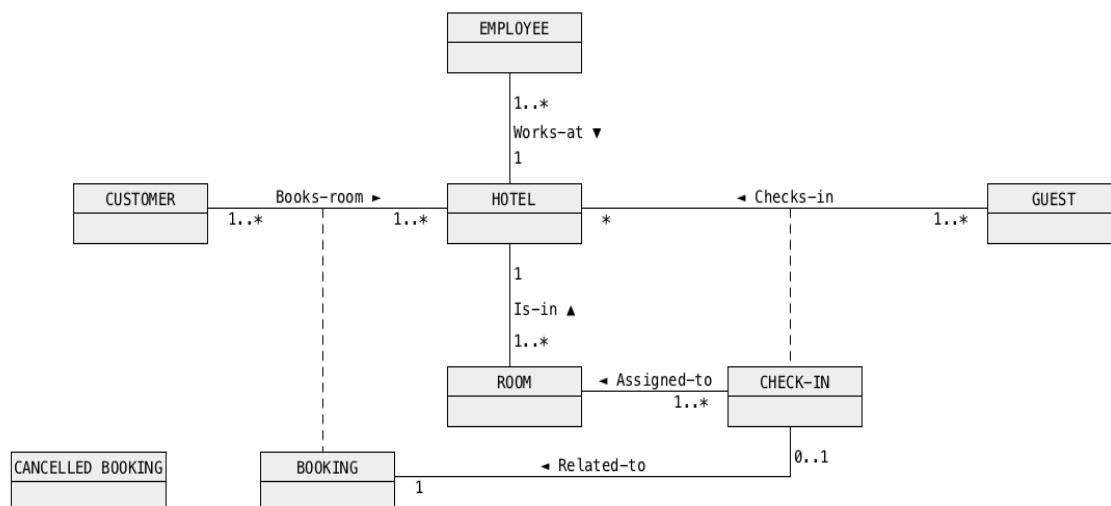 EMPLOYEE
1..*
Works-at ▼
1
CUSTOMER
Books-room ►
HOTEL
◄ Checks-in
GUEST
1..*
1..*
*
1..*
1
Is-in ▲
1..*
ROOM
◄ Assigned-to
CHECK-IN
1..*
CANCELLED BOOKING
BOOKING
◄ Related-to
0..1
1